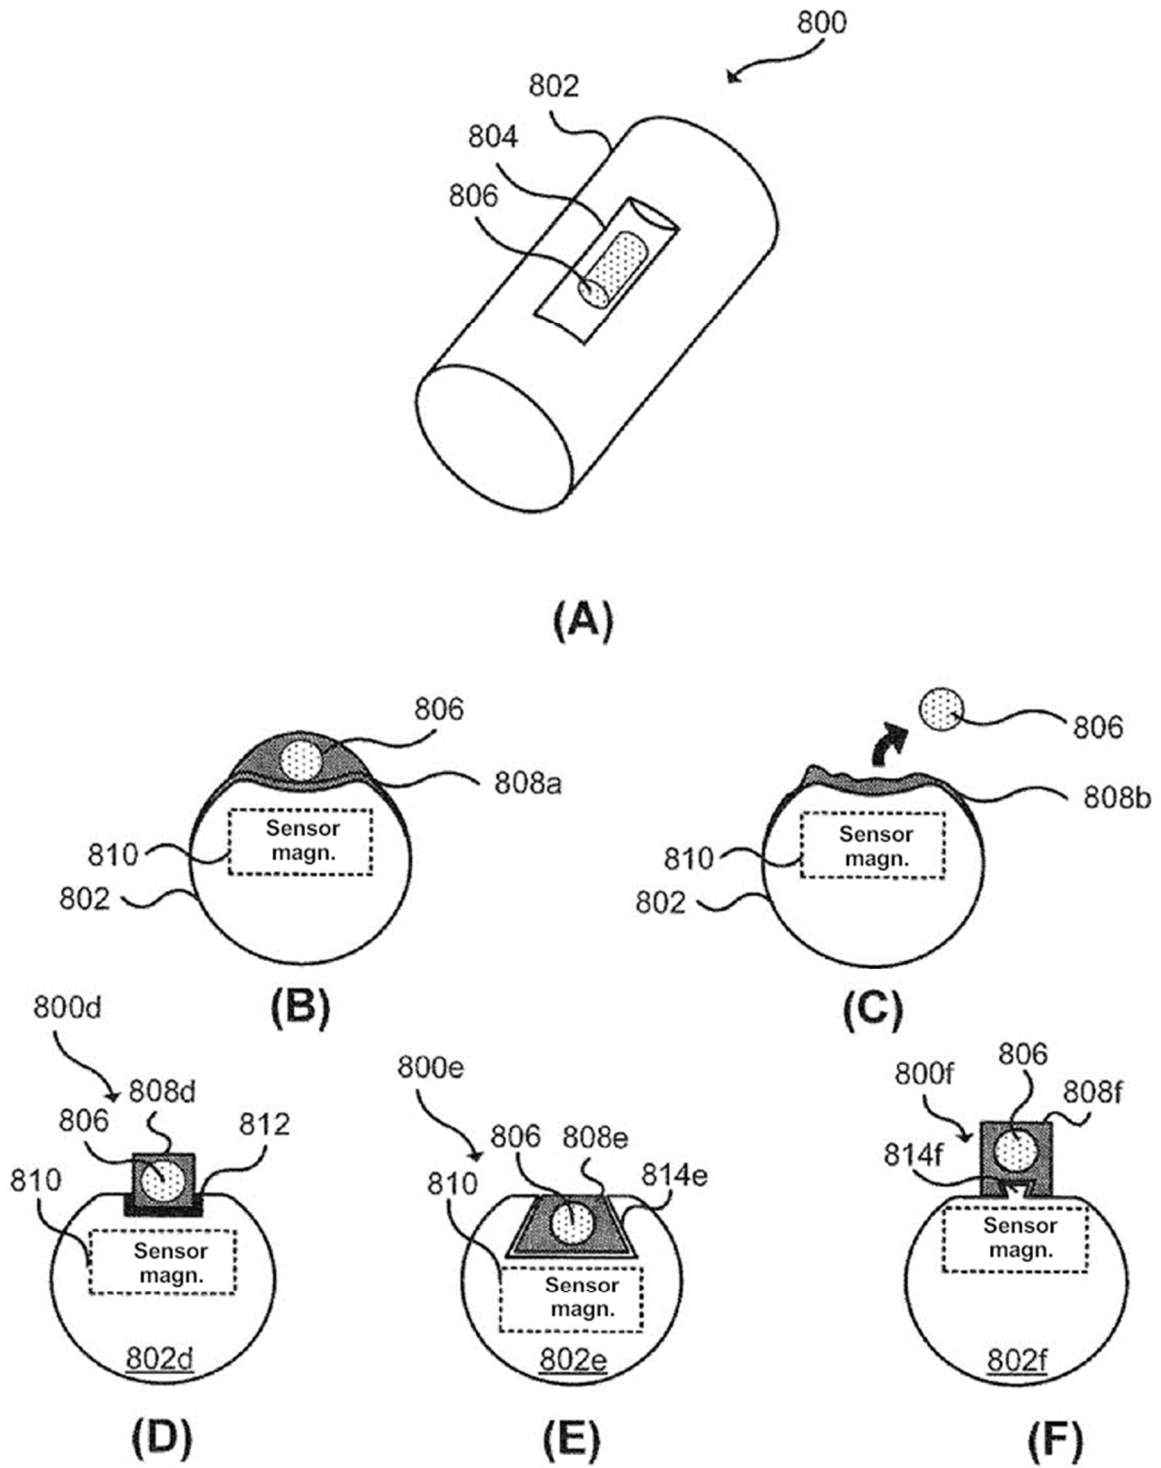 800
802
804
806
(A)
806
808a
Sensor
magn.
810
802
(B)
806
808b
Sensor
magn.
810
802
(C)
800d
808d
806
812
810
Sensor
magn.
802d
(D)
800e
806
808e
814e
810
Sensor
magn.
802e
(E)
806
800f
808f
814f
Sensor
magn.
802f
(F)